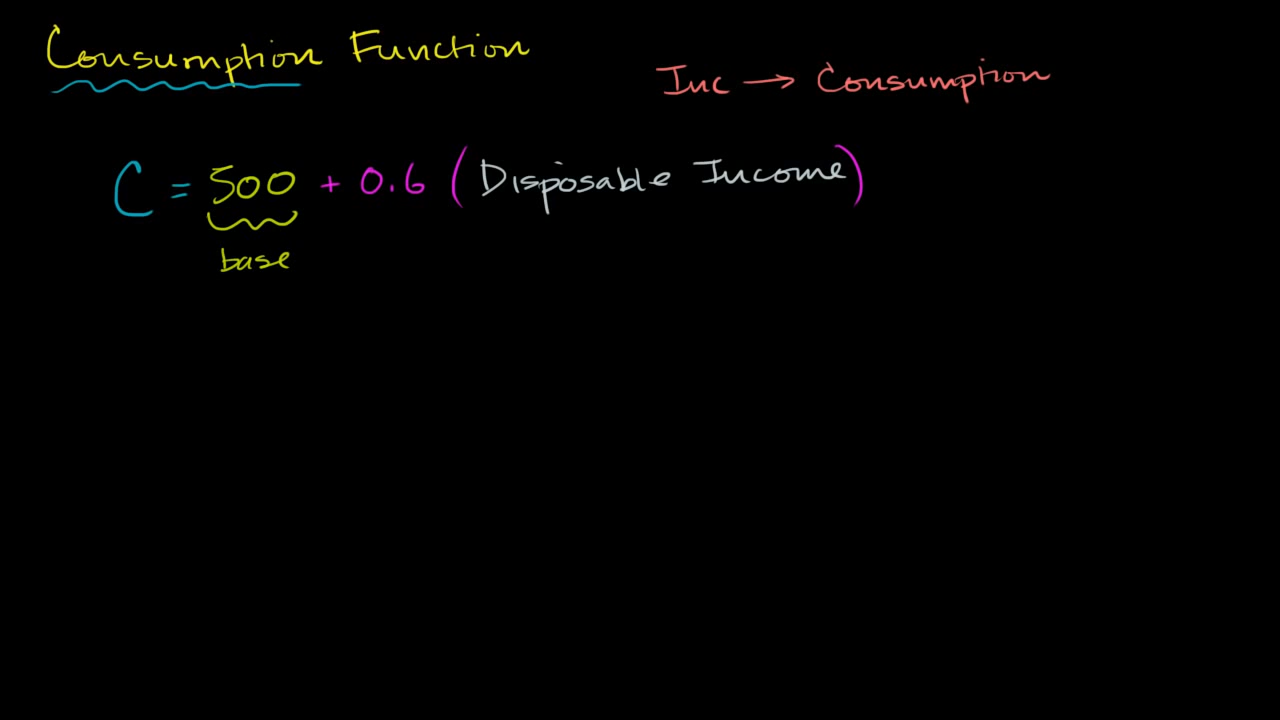 Consumption Function
Inc → Consumption
C = 500 + 0.6 (Disposable Income)
base